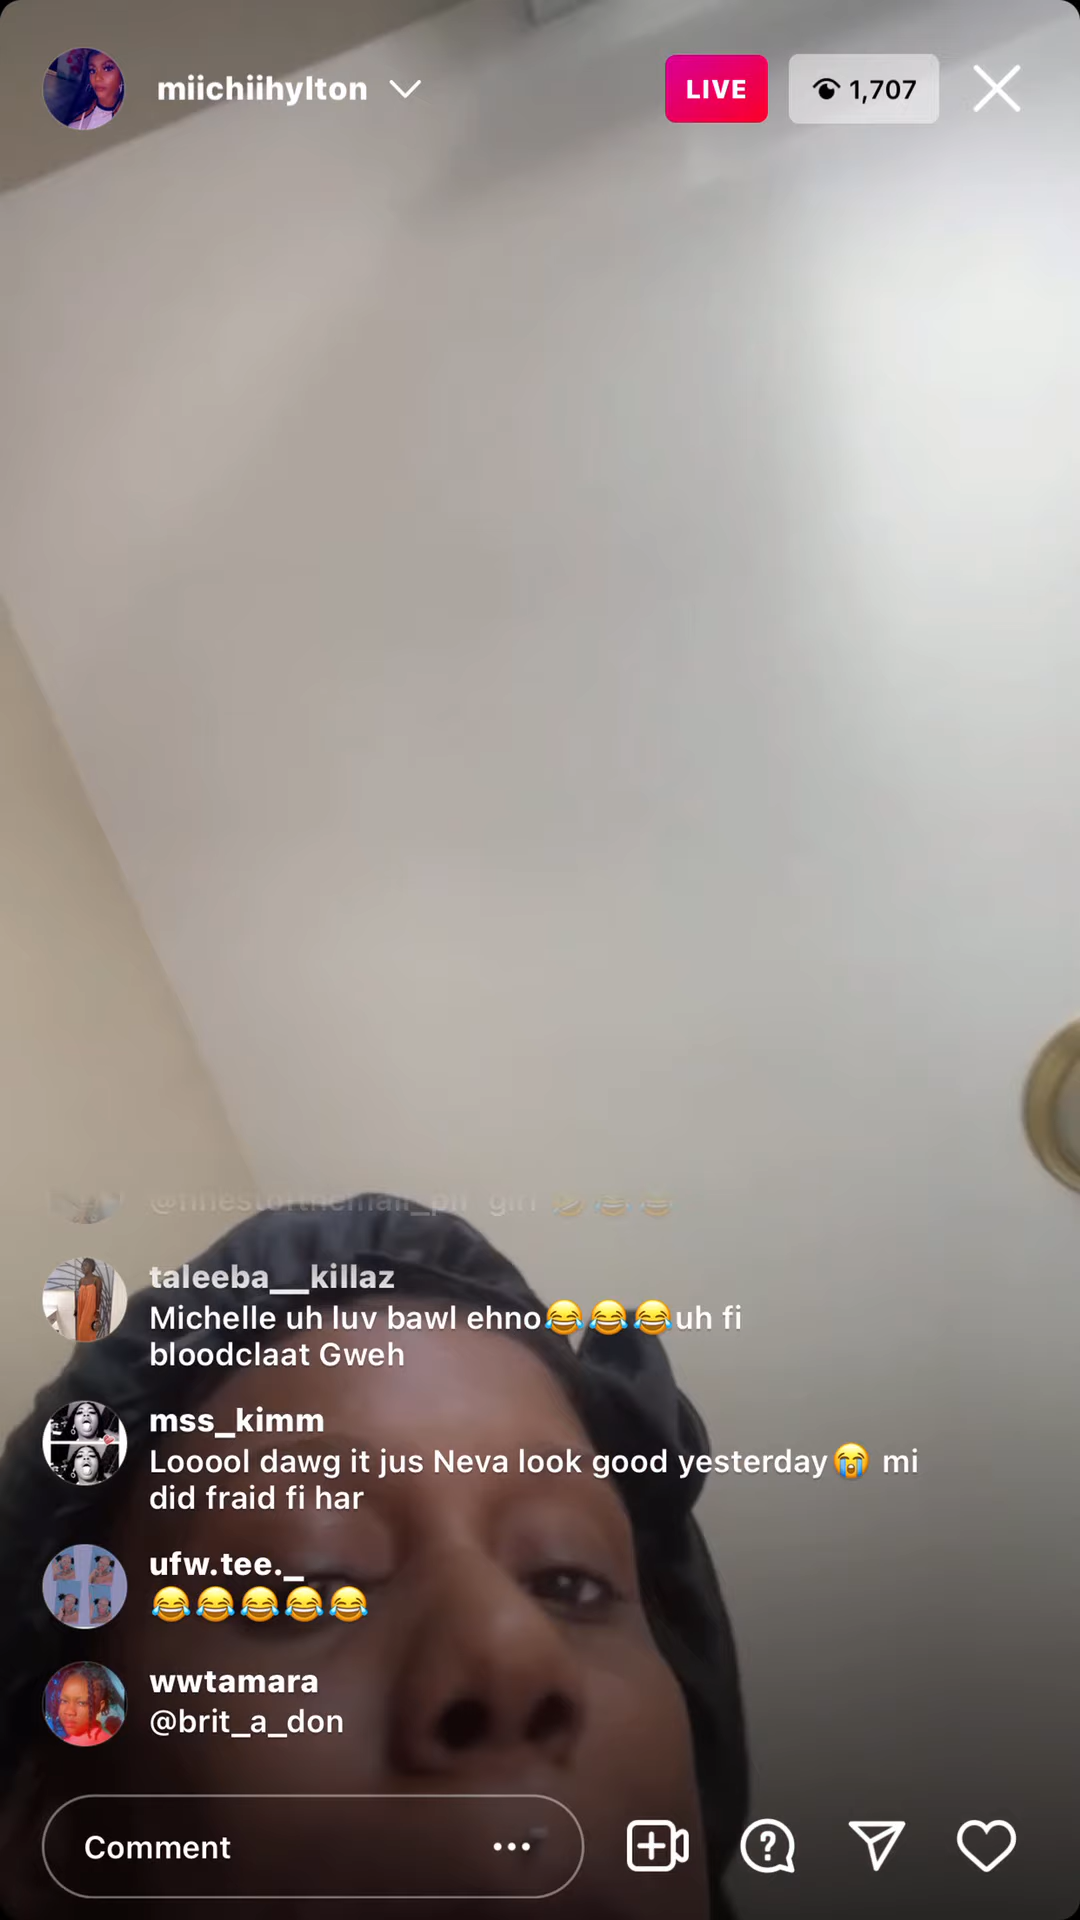 miichiihylton
LIVE
1,707
girl 🤣😂😂
taleeba__killaz
Michelle uh luv bawl ehno😂😂😂uh fi
bloodclaat Gweh
mss_kimm
Looool dawg it jus Neva look good yesterday😭 mi
did fraid fi har
ufw.tee._
😂😂😂😂😂
wwtamara
@brit_a_don
Comment